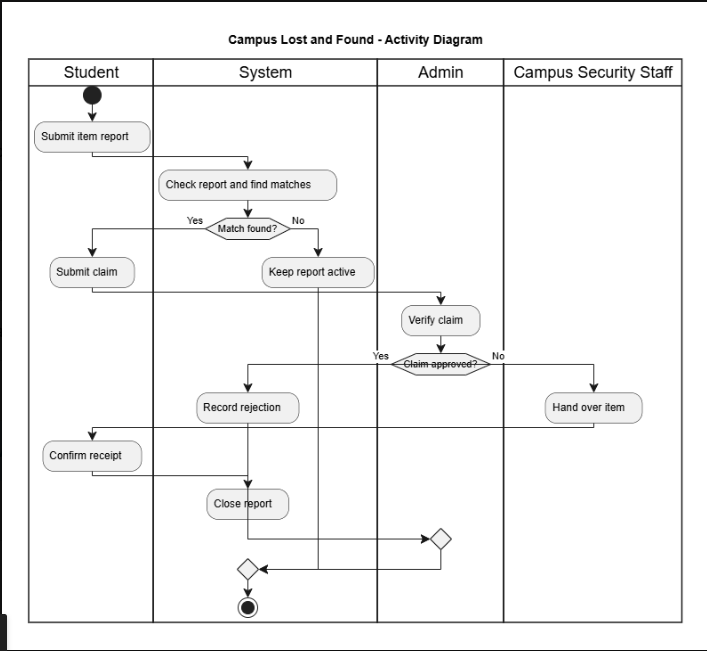 Campus Lost and Found - Activity Diagram
Student
System
Admin
Campus Security Staff
Submit item report
Check report and find matches
Yes
Match found?
No
Submit claim
Keep report active
Verify claim
Yes
Claim approved?
No
Record rejection
Hand over item
Confirm receipt
Close report